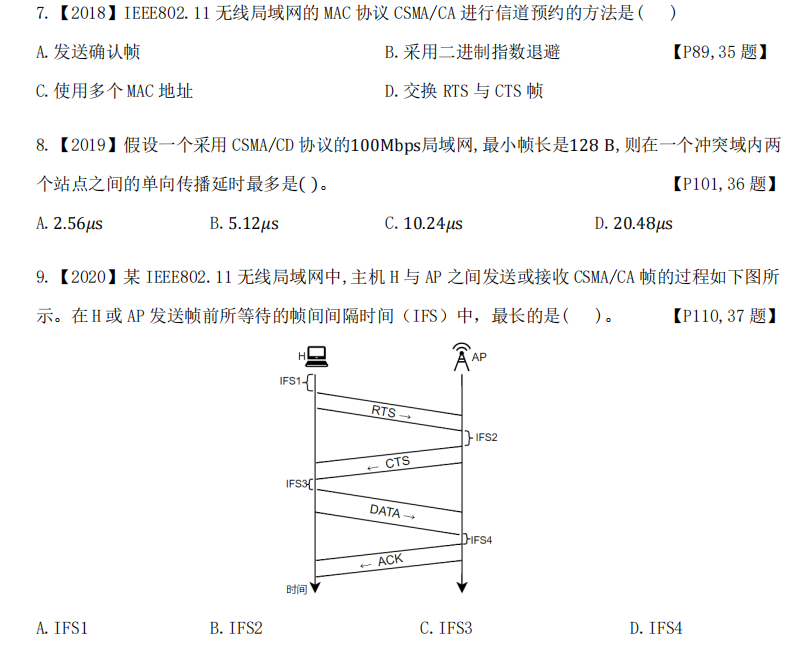 7.【2018】IEEE802.11 无线局域网的 MAC 协议 CSMA/CA 进行信道预约的方法是(    )
A. 发送确认帧 B. 采用二进制指数退避 【P89,35 题】
C. 使用多个 MAC 地址 D. 交换 RTS 与 CTS 帧
8.【2019】假设一个采用 CSMA/CD 协议的100Mbps局域网,最小帧长是128 B,则在一个冲突域内两
个站点之间的单向传播延时最多是( )。 【P101,36 题】
A. 2.56μs B. 5.12μs C. 10.24μs D. 20.48μs
9.【2020】某 IEEE802.11 无线局域网中,主机 H 与 AP 之间发送或接收 CSMA/CA 帧的过程如下图所
示。在 H 或 AP 发送帧前所等待的帧间间隔时间（IFS）中，最长的是(    )。 【P110,37 题】
H AP
IFS1
RTS →
IFS2
← CTS
IFS3
DATA →
IFS4
← ACK
时间
A. IFS1 B. IFS2 C. IFS3 D. IFS4